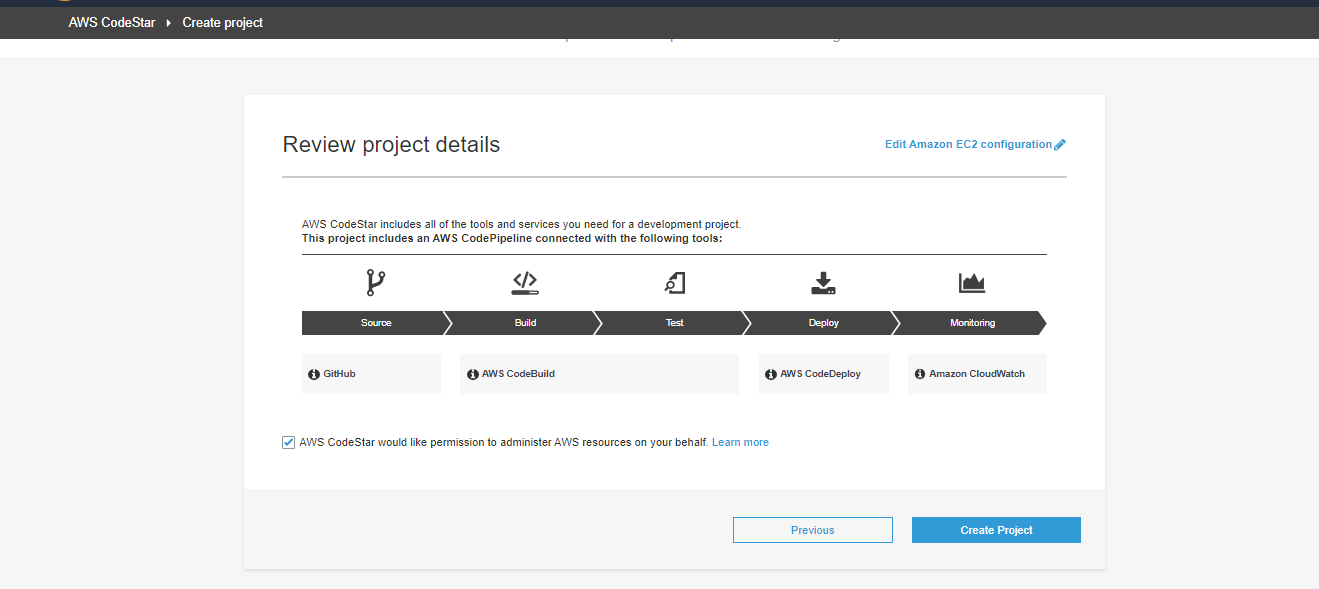 AWS CodeStar Create project
Review project details
Edit Amazon EC2 configuration
AWS CodeStar includes all of the tools and services you need for a development project.
This project includes an AWS CodePipeline connected with the following tools:
Source Build Test Deploy Monitoring
GitHub AWS CodeBuild AWS CodeDeploy Amazon CloudWatch
AWS CodeStar would like permission to administer AWS resources on your behalf. Learn more
Previous Create Project